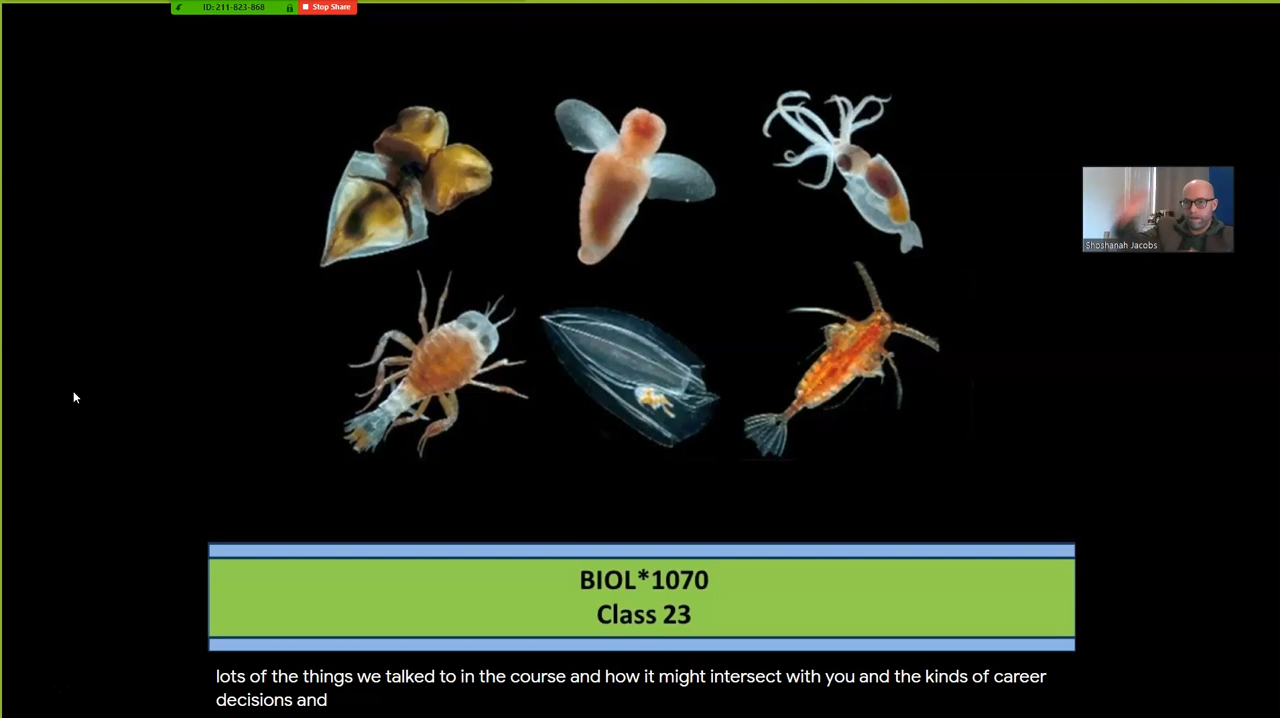 ID: 211-823-868
Stop Share
Shoshanah Jacobs
BIOL*1070
Class 23
lots of the things we talked to in the course and how it might intersect with you and the kinds of career
decisions and